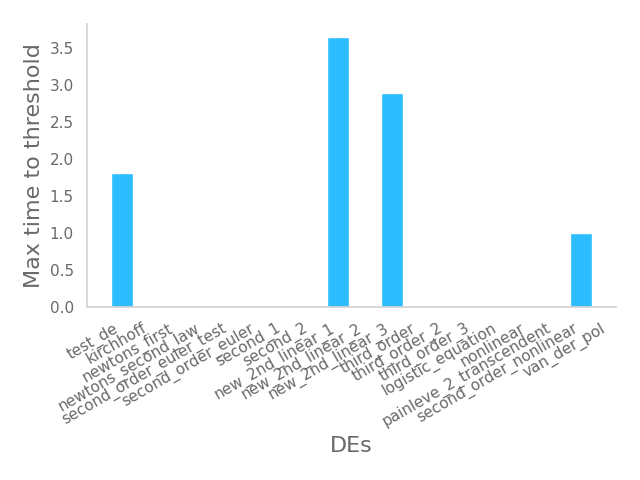 Max time to threshold
3.5
3.0
2.5
2.0
1.5
1.0
0.5
0.0
test_de
kirchhoff
newtons_first
newtons_second_law
second_order_euler_test
second_order_euler
second_1
second_2
new_2nd_linear_1
new_2nd_linear_2
new_2nd_linear_3
third_order
third_order_2
third_order_3
logistic_equation
nonlinear
painleve_2_transcendent
second_order_nonlinear
van_der_pol
DEs